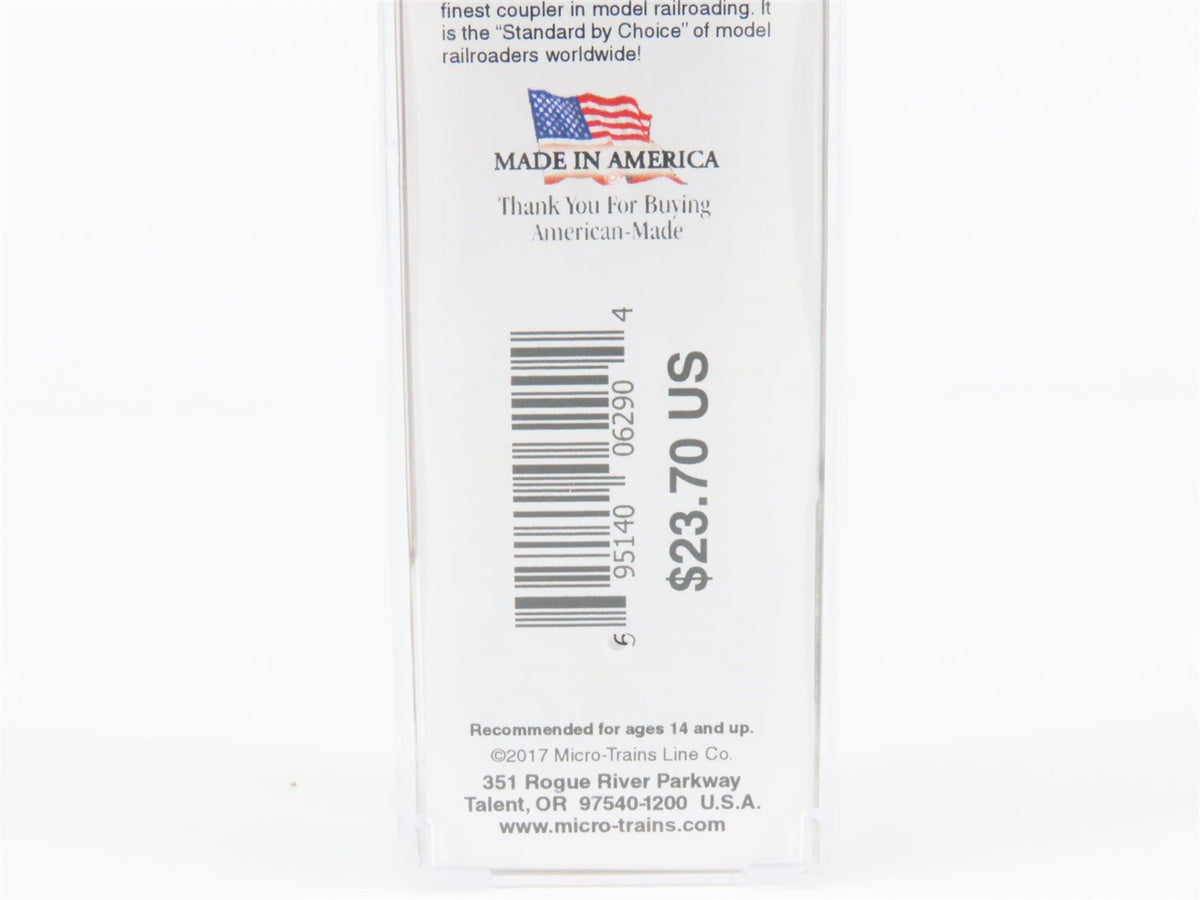 finest coupler in model railroading. It
is the “Standard by Choice” of model
railroaders worldwide!
MADE IN AMERICA
Thank You For Buying
American-Made
6 95140 06290 4
$23.70 US
Recommended for ages 14 and up.
©2017 Micro-Trains Line Co.
351 Rogue River Parkway
Talent, OR 97540-1200 U.S.A.
www.micro-trains.com